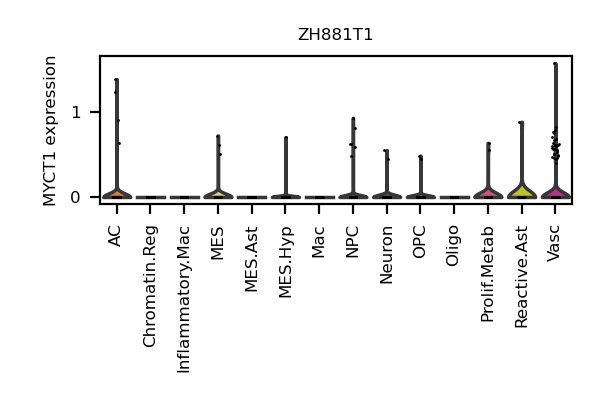 ZH881T1
MYCT1 expression
1
0
AC
Chromatin.Reg
Inflammatory.Mac
MES
MES.Ast
MES.Hyp
Mac
NPC
Neuron
OPC
Oligo
Prolif.Metab
Reactive.Ast
Vasc